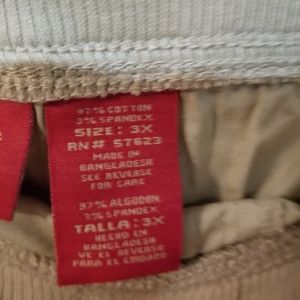 97% COTTON
3% SPANDEX
SIZE: 3X
RN# 57623
MADE IN
BANGLADESH
SEE REVERSE
FOR CARE
97% ALGODON
3% SPANDEX
TALLA: 3X
HECHO EN
BANGLADESH
VE EL REVERSO
PARA EL CUIDADO